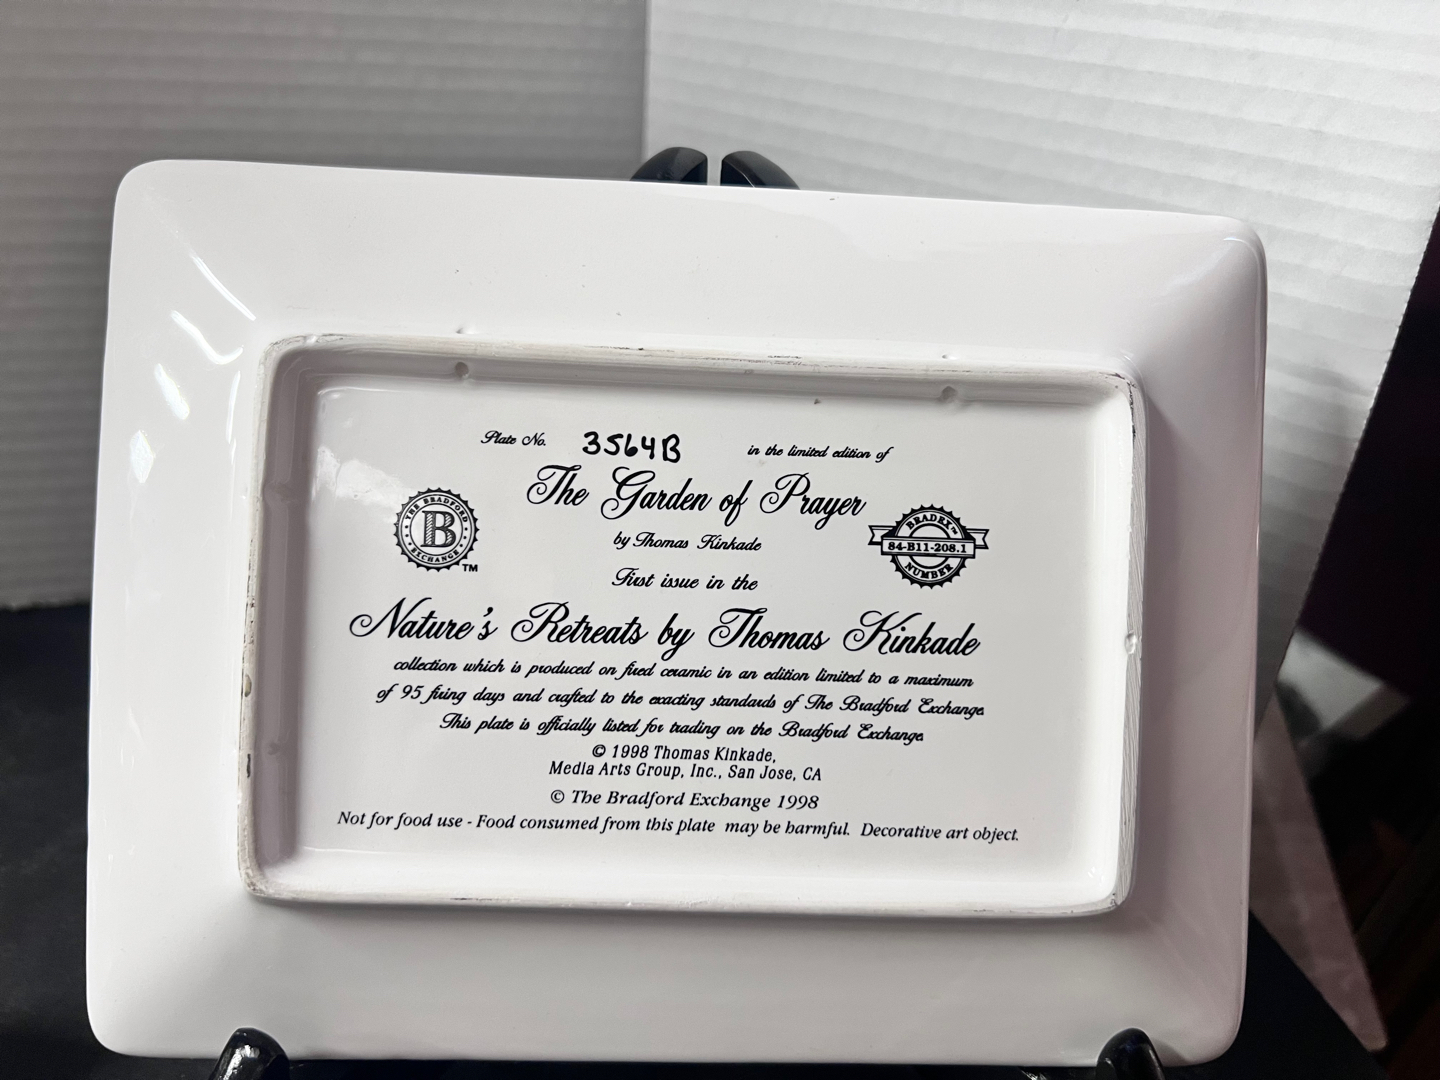 Plate No. 3564B in the limited edition of
The Garden of Prayer
by Thomas Kinkade
First issue in the
Nature's Retreats by Thomas Kinkade
collection which is produced on fired ceramic in an edition limited to a maximum
of 95 firing days and crafted to the exacting standards of The Bradford Exchange.
This plate is officially listed for trading on the Bradford Exchange.
© 1998 Thomas Kinkade,
Media Arts Group, Inc., San Jose, CA
© The Bradford Exchange 1998
Not for food use - Food consumed from this plate may be harmful. Decorative art object.
THE BRADFORD
B
EXCHANGE
TM
BRADEX™
84-B11-208.1
NUMBER